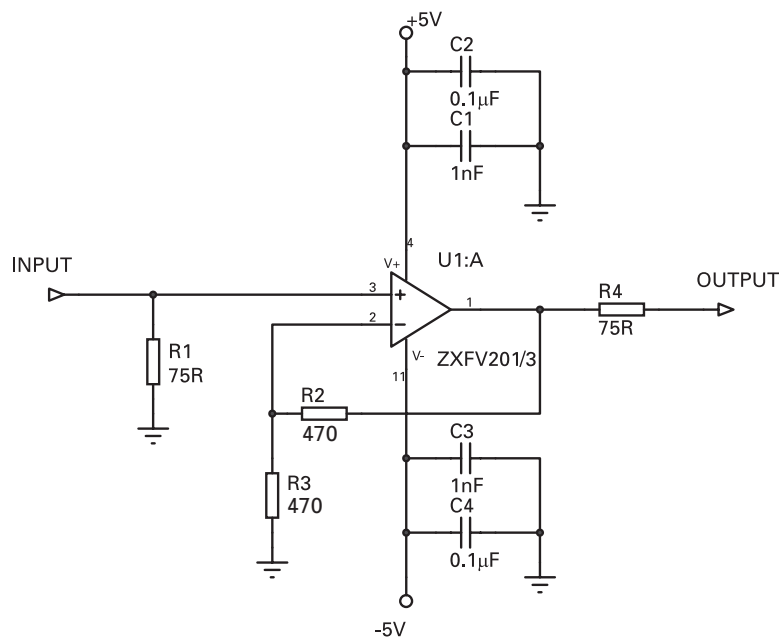 +5V
C2
0.1µF
C1
1nF
4
V+
U1:A
INPUT
3
1
OUTPUT
R4
75R
2
V-
ZXFV201/3
11
R1
75R
R2
470
C3
1nF
R3
470
C4
0.1µF
-5V